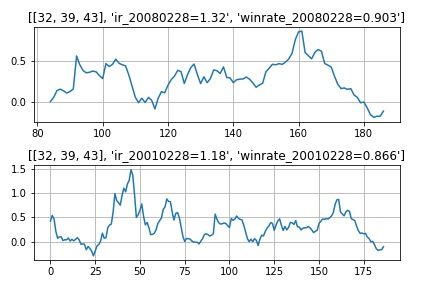 [[32, 39, 43], 'ir_20080228=1.32', 'winrate_20080228=0.903']
0.5
0.0
80 100 120 140 160 180
[[32, 39, 43], 'ir_20010228=1.18', 'winrate_20010228=0.866']
1.5
1.0
0.5
0.0
0 25 50 75 100 125 150 175